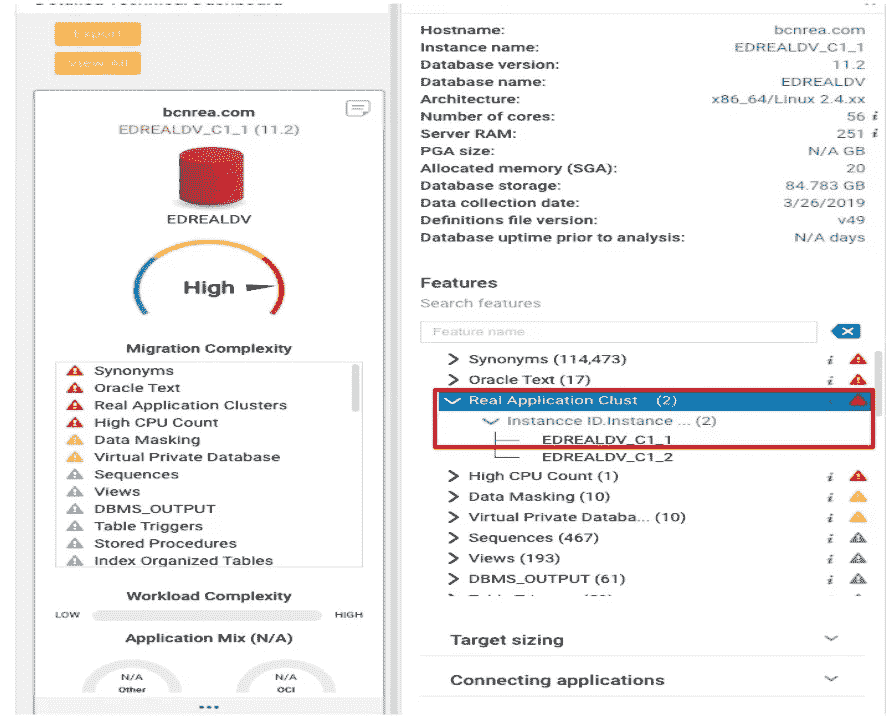 Export
View All
bcnrea.com
EDREALDV_C1_1 (11.2)
EDREALDV
High
Migration Complexity
Synonyms
Oracle Text
Real Application Clusters
High CPU Count
Data Masking
Virtual Private Database
Sequences
Views
DBMS_OUTPUT
Table Triggers
Stored Procedures
Index Organized Tables
Workload Complexity
LOW HIGH
Application Mix (N/A)
N/A N/A
Other OCI
Hostname: bcnrea.com
Instance name: EDREALDV_C1_1
Database version: 11.2
Database name: EDREALDV
Architecture: x86_64/Linux 2.4.xx
Number of cores: 56 i
Server RAM: 251 i
PGA size: N/A GB
Allocated memory (SGA): 20
Database storage: 84.783 GB
Data collection date: 3/26/2019
Definitions file version: v49
Database uptime prior to analysis: N/A days
Features
Search features
Feature name
Synonyms (114,473) i
Oracle Text (17) i
Real Application Clust (2)
Instancce ID.Instance ... (2)
EDREALDV_C1_1
EDREALDV_C1_2
High CPU Count (1) i
Data Masking (10) i
Virtual Private Databa... (10) i
Sequences (467) i
Views (193) i
DBMS_OUTPUT (61) i
Target sizing
Connecting applications